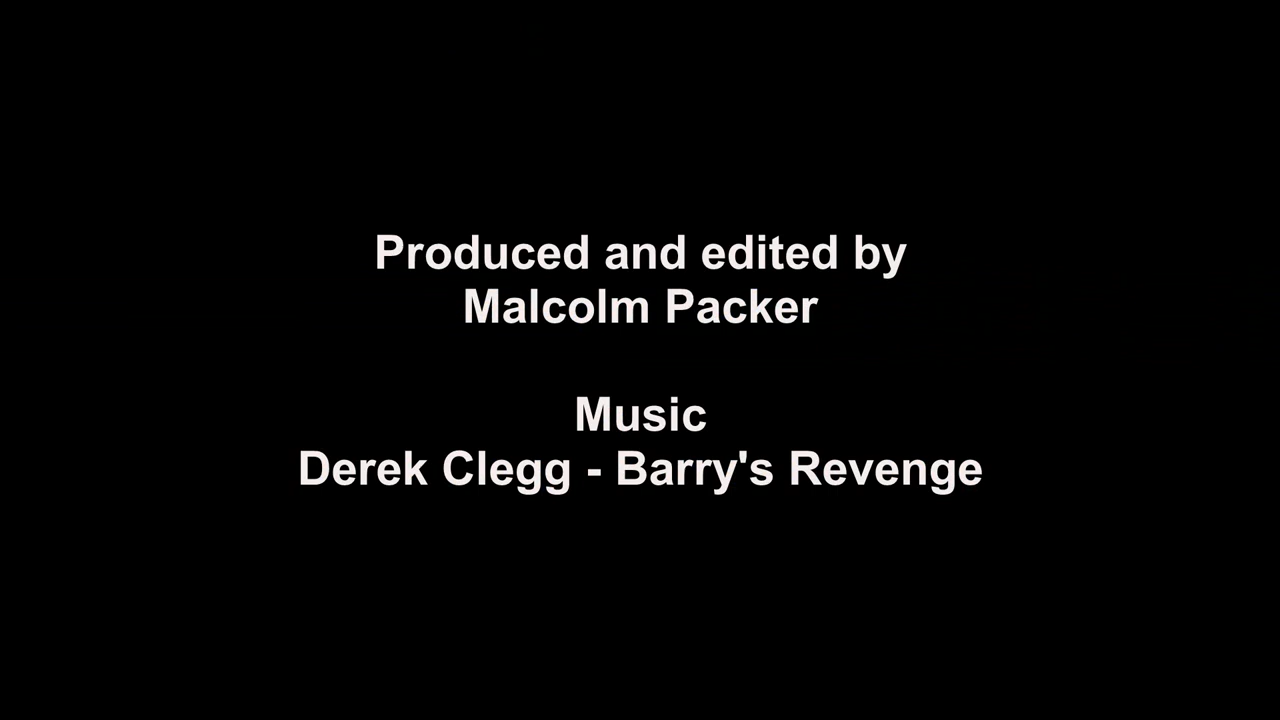 Produced and edited by
Malcolm Packer
Music
Derek Clegg - Barry's Revenge